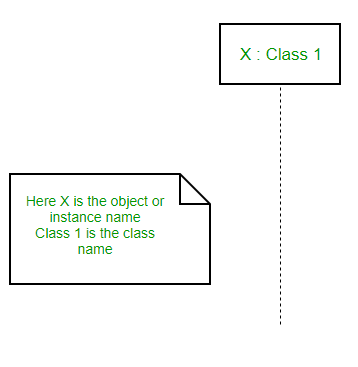 X : Class 1
Here X is the object or
instance name
Class 1 is the class
name